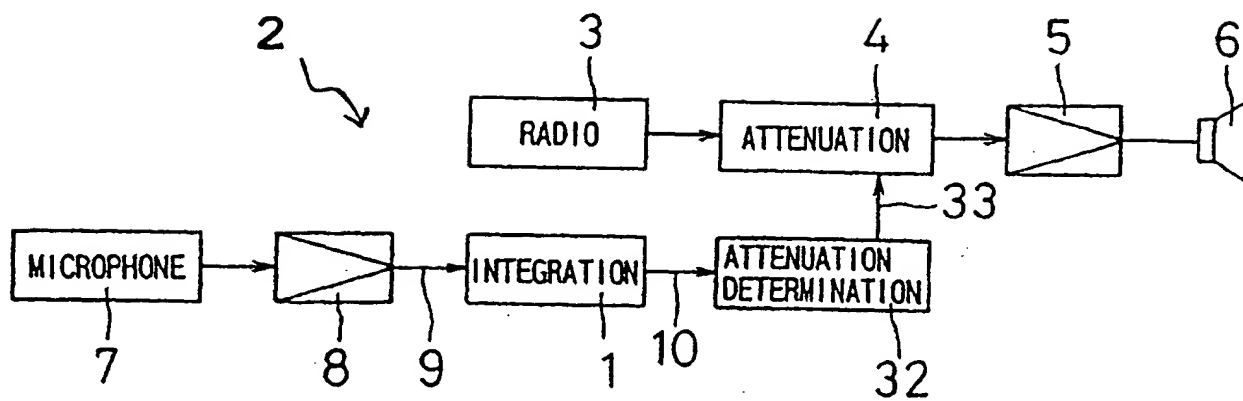 2
3
4
5
6
RADIO
ATTENUATION
33
MICROPHONE
INTEGRATION
ATTENUATION
DETERMINATION
7
8
9
1
10
32